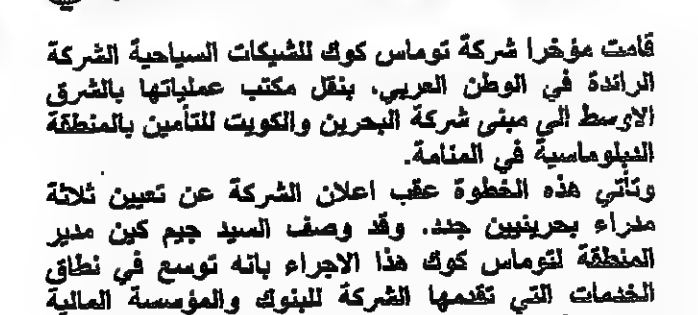 قامت مؤخرا شركة توماس كوك للشيكات السياحية الشركة
الرائدة في الوطن العربي، بنقل مكتب عملياتها بالشرق
الاوسط الى مبنى شركة البحرين والكويت للتأمين بالمنطقة
الدبلوماسية في المنامة.
وتأتي هذه الخطوة عقب اعلان الشركة عن تعيين ثلاثة
مدراء بحرينيين جدد. وقد وصف السيد جيم كين مدير
المنطقة لتوماس كوك هذا الاجراء بانه توسع في نطاق
الخدمات التي تقدمها الشركة للبنوك والمؤسسة المالية